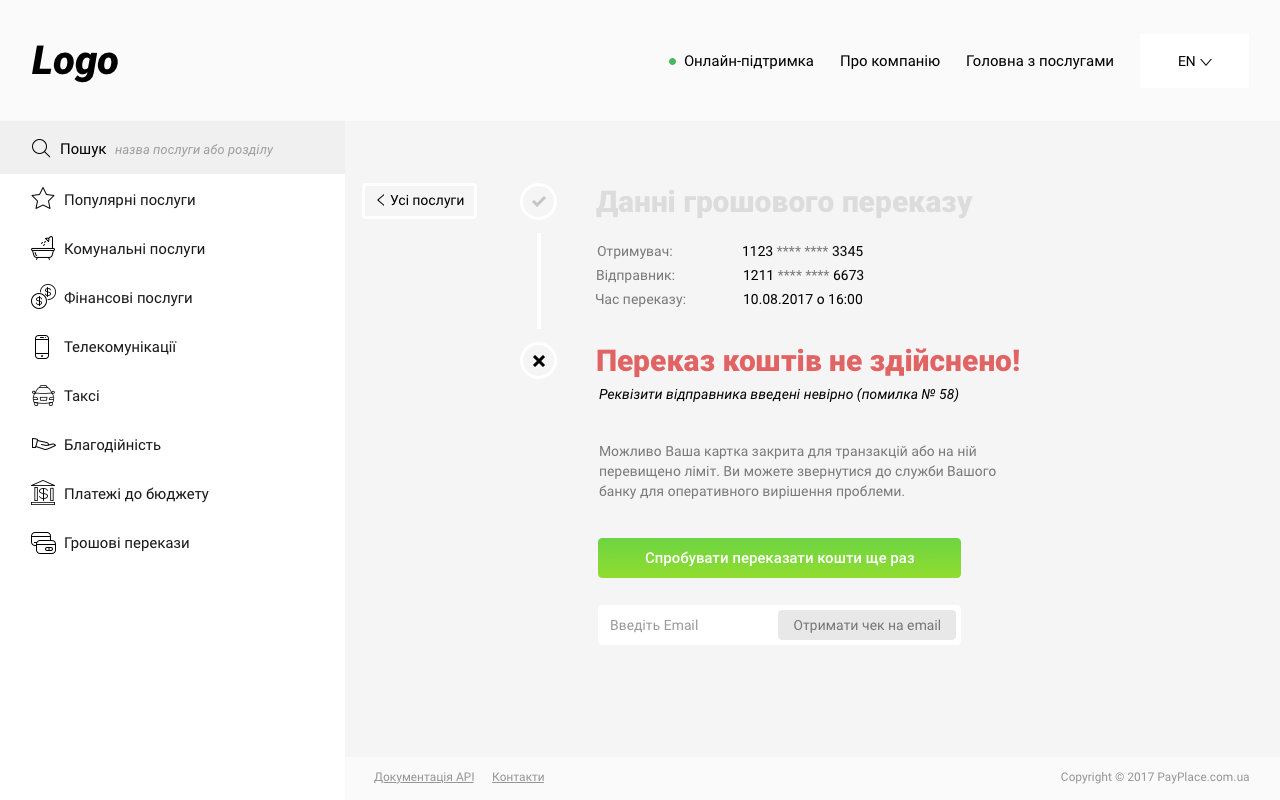 Logo
Онлайн-підтримка
Про компанію
Головна з послугами
EN
Пошук назва послуги або розділу
Популярні послуги
Комунальні послуги
Фінансові послуги
Телекомунікації
Таксі
Благодійність
Платежі до бюджету
Грошові перекази
Усі послуги
Данні грошового переказу
Отримувач: 1123 **** **** 3345
Відправник: 1211 **** **** 6673
Час переказу: 10.08.2017 о 16:00
Переказ коштів не здійснено!
Реквізити відправника введені невірно (помилка № 58)
Можливо Ваша картка закрита для транзакцій або на ній
перевищено ліміт. Ви можете звернутися до служби Вашого
банку для оперативного вирішення проблеми.
Спробувати переказати кошти ще раз
Введіть Email
Отримати чек на email
Документація API
Контакти
Copyright © 2017 PayPlace.com.ua